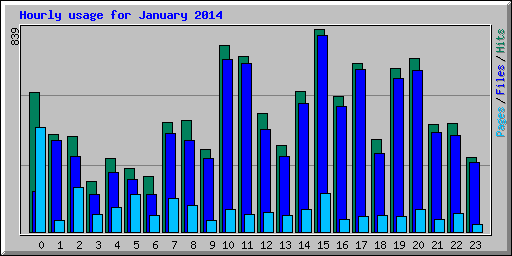 Hourly usage for January 2014
839
Pages / Files / Hits
0 1 2 3 4 5 6 7 8 9 10 11 12 13 14 15 16 17 18 19 20 21 22 23